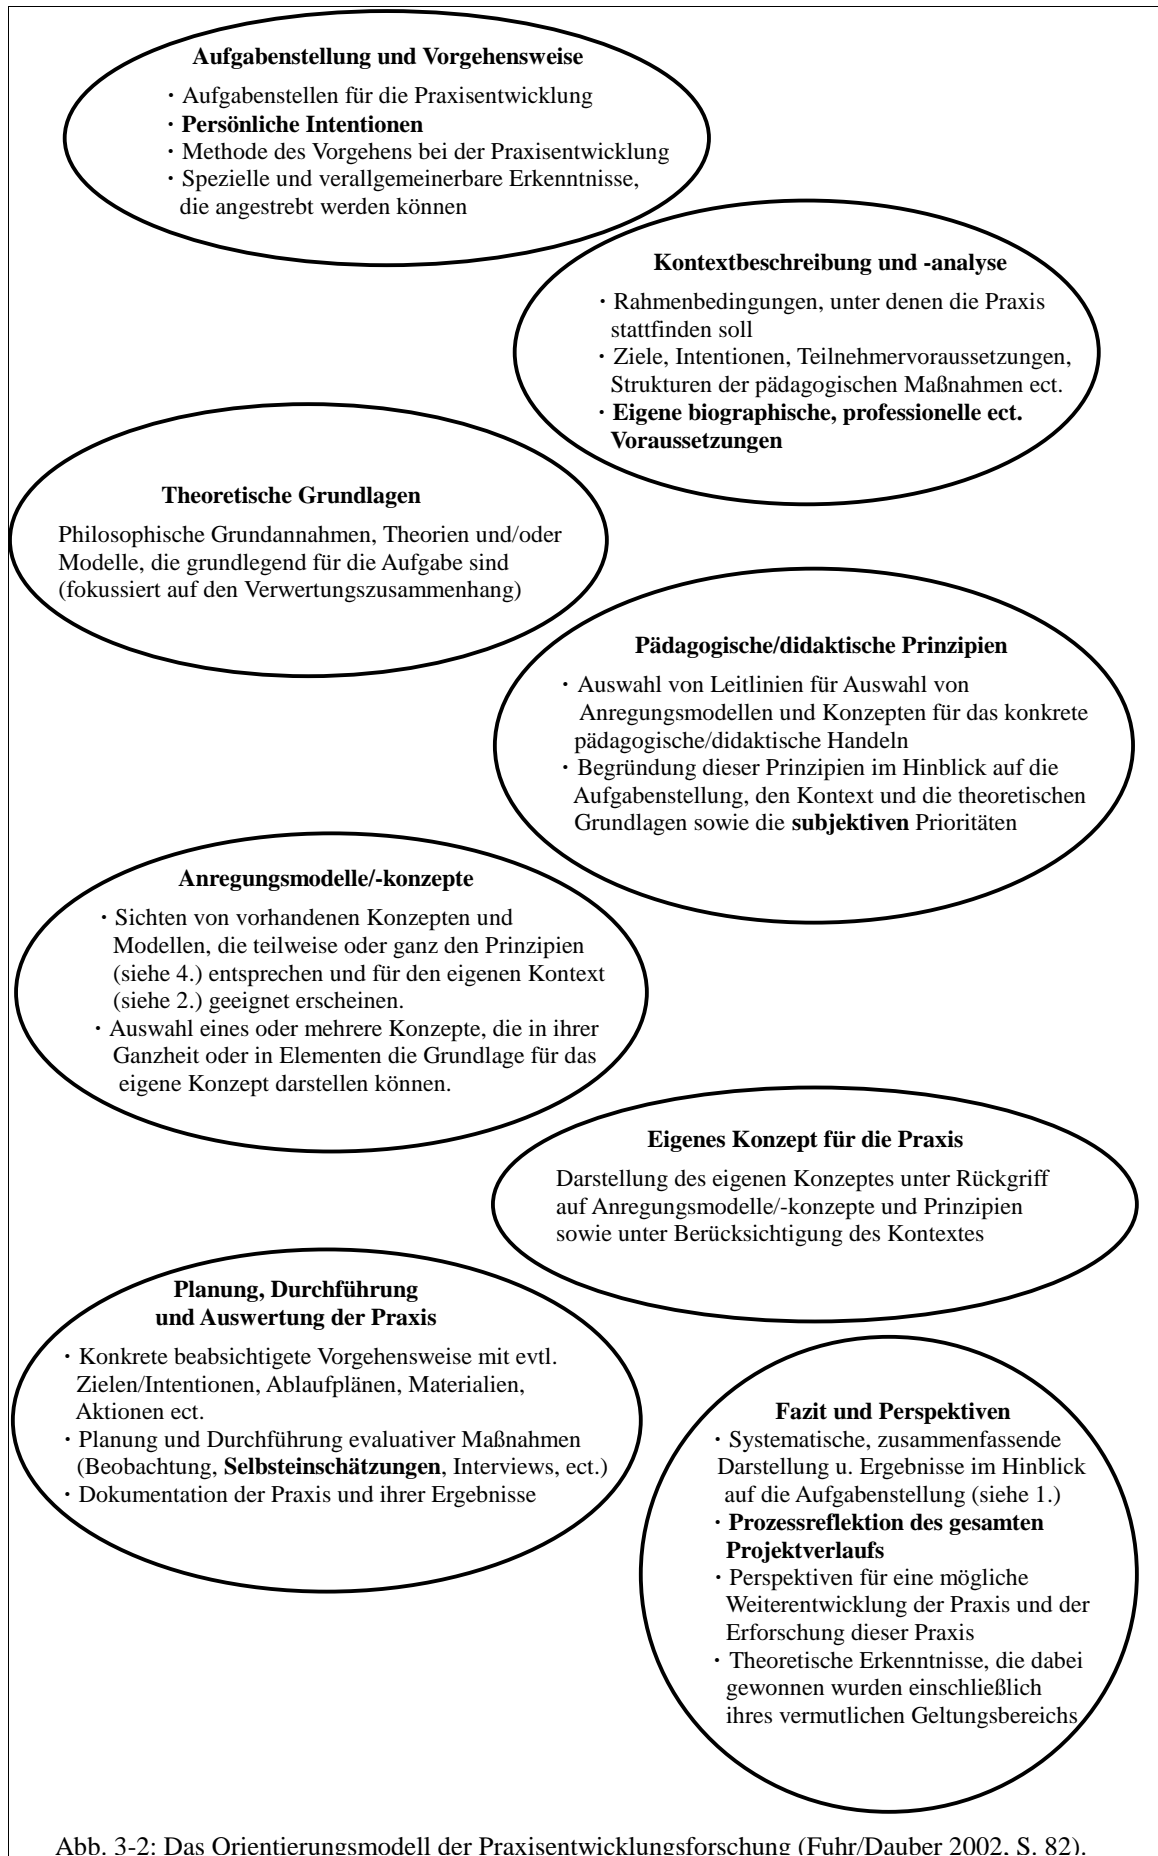 Aufgabenstellung und Vorgehensweise
· Aufgabenstellen für die Praxisentwicklung
· Persönliche Intentionen
· Methode des Vorgehens bei der Praxisentwicklung
· Spezielle und verallgemeinerbare Erkenntnisse,
die angestrebt werden können
Kontextbeschreibung und -analyse
· Rahmenbedingungen, unter denen die Praxis
stattfinden soll
· Ziele, Intentionen, Teilnehmervoraussetzungen,
Strukturen der pädagogischen Maßnahmen ect.
· Eigene biographische, professionelle ect.
Voraussetzungen
Theoretische Grundlagen
Philosophische Grundannahmen, Theorien und/oder
Modelle, die grundlegend für die Aufgabe sind
(fokussiert auf den Verwertungszusammenhang)
Pädagogische/didaktische Prinzipien
· Auswahl von Leitlinien für Auswahl von
Anregungsmodellen und Konzepten für das konkrete
pädagogische/didaktische Handeln
· Begründung dieser Prinzipien im Hinblick auf die
Aufgabenstellung, den Kontext und die theoretischen
Grundlagen sowie die subjektiven Prioritäten
Anregungsmodelle/-konzepte
· Sichten von vorhandenen Konzepten und
Modellen, die teilweise oder ganz den Prinzipien
(siehe 4.) entsprechen und für den eigenen Kontext
(siehe 2.) geeignet erscheinen.
· Auswahl eines oder mehrere Konzepte, die in ihrer
Ganzheit oder in Elementen die Grundlage für das
eigene Konzept darstellen können.
Eigenes Konzept für die Praxis
Darstellung des eigenen Konzeptes unter Rückgriff
auf Anregungsmodelle/-konzepte und Prinzipien
sowie unter Berücksichtigung des Kontextes
Planung, Durchführung
und Auswertung der Praxis
· Konkrete beabsichtigete Vorgehensweise mit evtl.
Zielen/Intentionen, Ablaufplänen, Materialien,
Aktionen ect.
· Planung und Durchführung evaluativer Maßnahmen
(Beobachtung, Selbsteinschätzungen, Interviews, ect.)
· Dokumentation der Praxis und ihrer Ergebnisse
Fazit und Perspektiven
· Systematische, zusammenfassende
Darstellung u. Ergebnisse im Hinblick
auf die Aufgabenstellung (siehe 1.)
· Prozessreflektion des gesamten
Projektverlaufs
· Perspektiven für eine mögliche
Weiterentwicklung der Praxis und der
Erforschung dieser Praxis
· Theoretische Erkenntnisse, die dabei
gewonnen wurden einschließlich
ihres vermutlichen Geltungsbereichs
Abb. 3-2: Das Orientierungsmodell der Praxisentwicklungsforschung (Fuhr/Dauber 2002, S. 82).